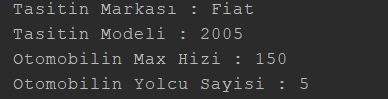 Tasitin Markası : Fiat
Tasitin Modeli : 2005
Otomobilin Max Hizi : 150
Otomobilin Yolcu Sayisi : 5